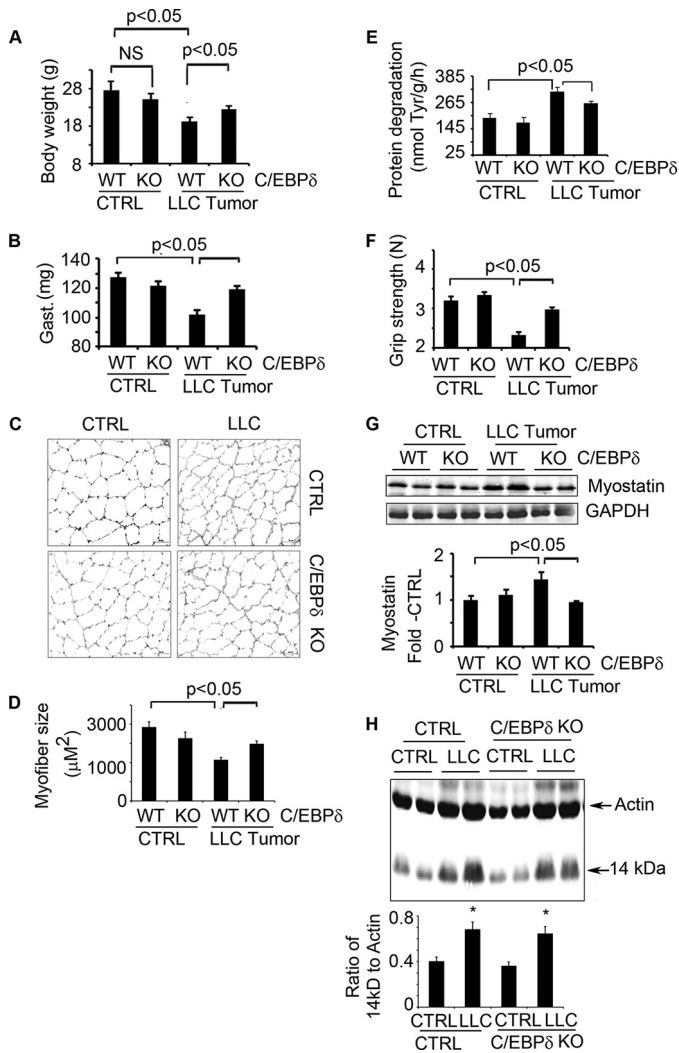 A
p<0.05
NS
p<0.05
Body weight (g)
28
18
8
WT KO WT KO C/EBPδ
CTRL LLC Tumor
B
p<0.05
Gast. (mg)
140
120
100
80
WT KO WT KO C/EBPδ
CTRL LLC Tumor
C
CTRL LLC
CTRL
C/EBPδ KO
D
p<0.05
Myofiber size
(μM2)
3000
1000
0
WT KO WT KO C/EBPδ
CTRL LLC Tumor
E
p<0.05
Protein degradation
(nmol Tyr/g/h)
385
265
145
25
WT KO WT KO C/EBPδ
CTRL LLC Tumor
F
p<0.05
Grip strength (N)
4
3
2
WT KO WT KO C/EBPδ
CTRL LLC Tumor
G
CTRL LLC Tumor
WT KO WT KO C/EBPδ
Myostatin
GAPDH
p<0.05
Myostatin
Fold -CTRL
2
1
0
WT KO WT KO C/EBPδ
CTRL LLC Tumor
H
CTRL C/EBPδ KO
CTRL LLC CTRL LLC
Actin
14 kDa
* *
Ratio of
14kD to Actin
0.8
0.4
0
CTRL LLC CTRL LLC
CTRL C/EBPδ KO